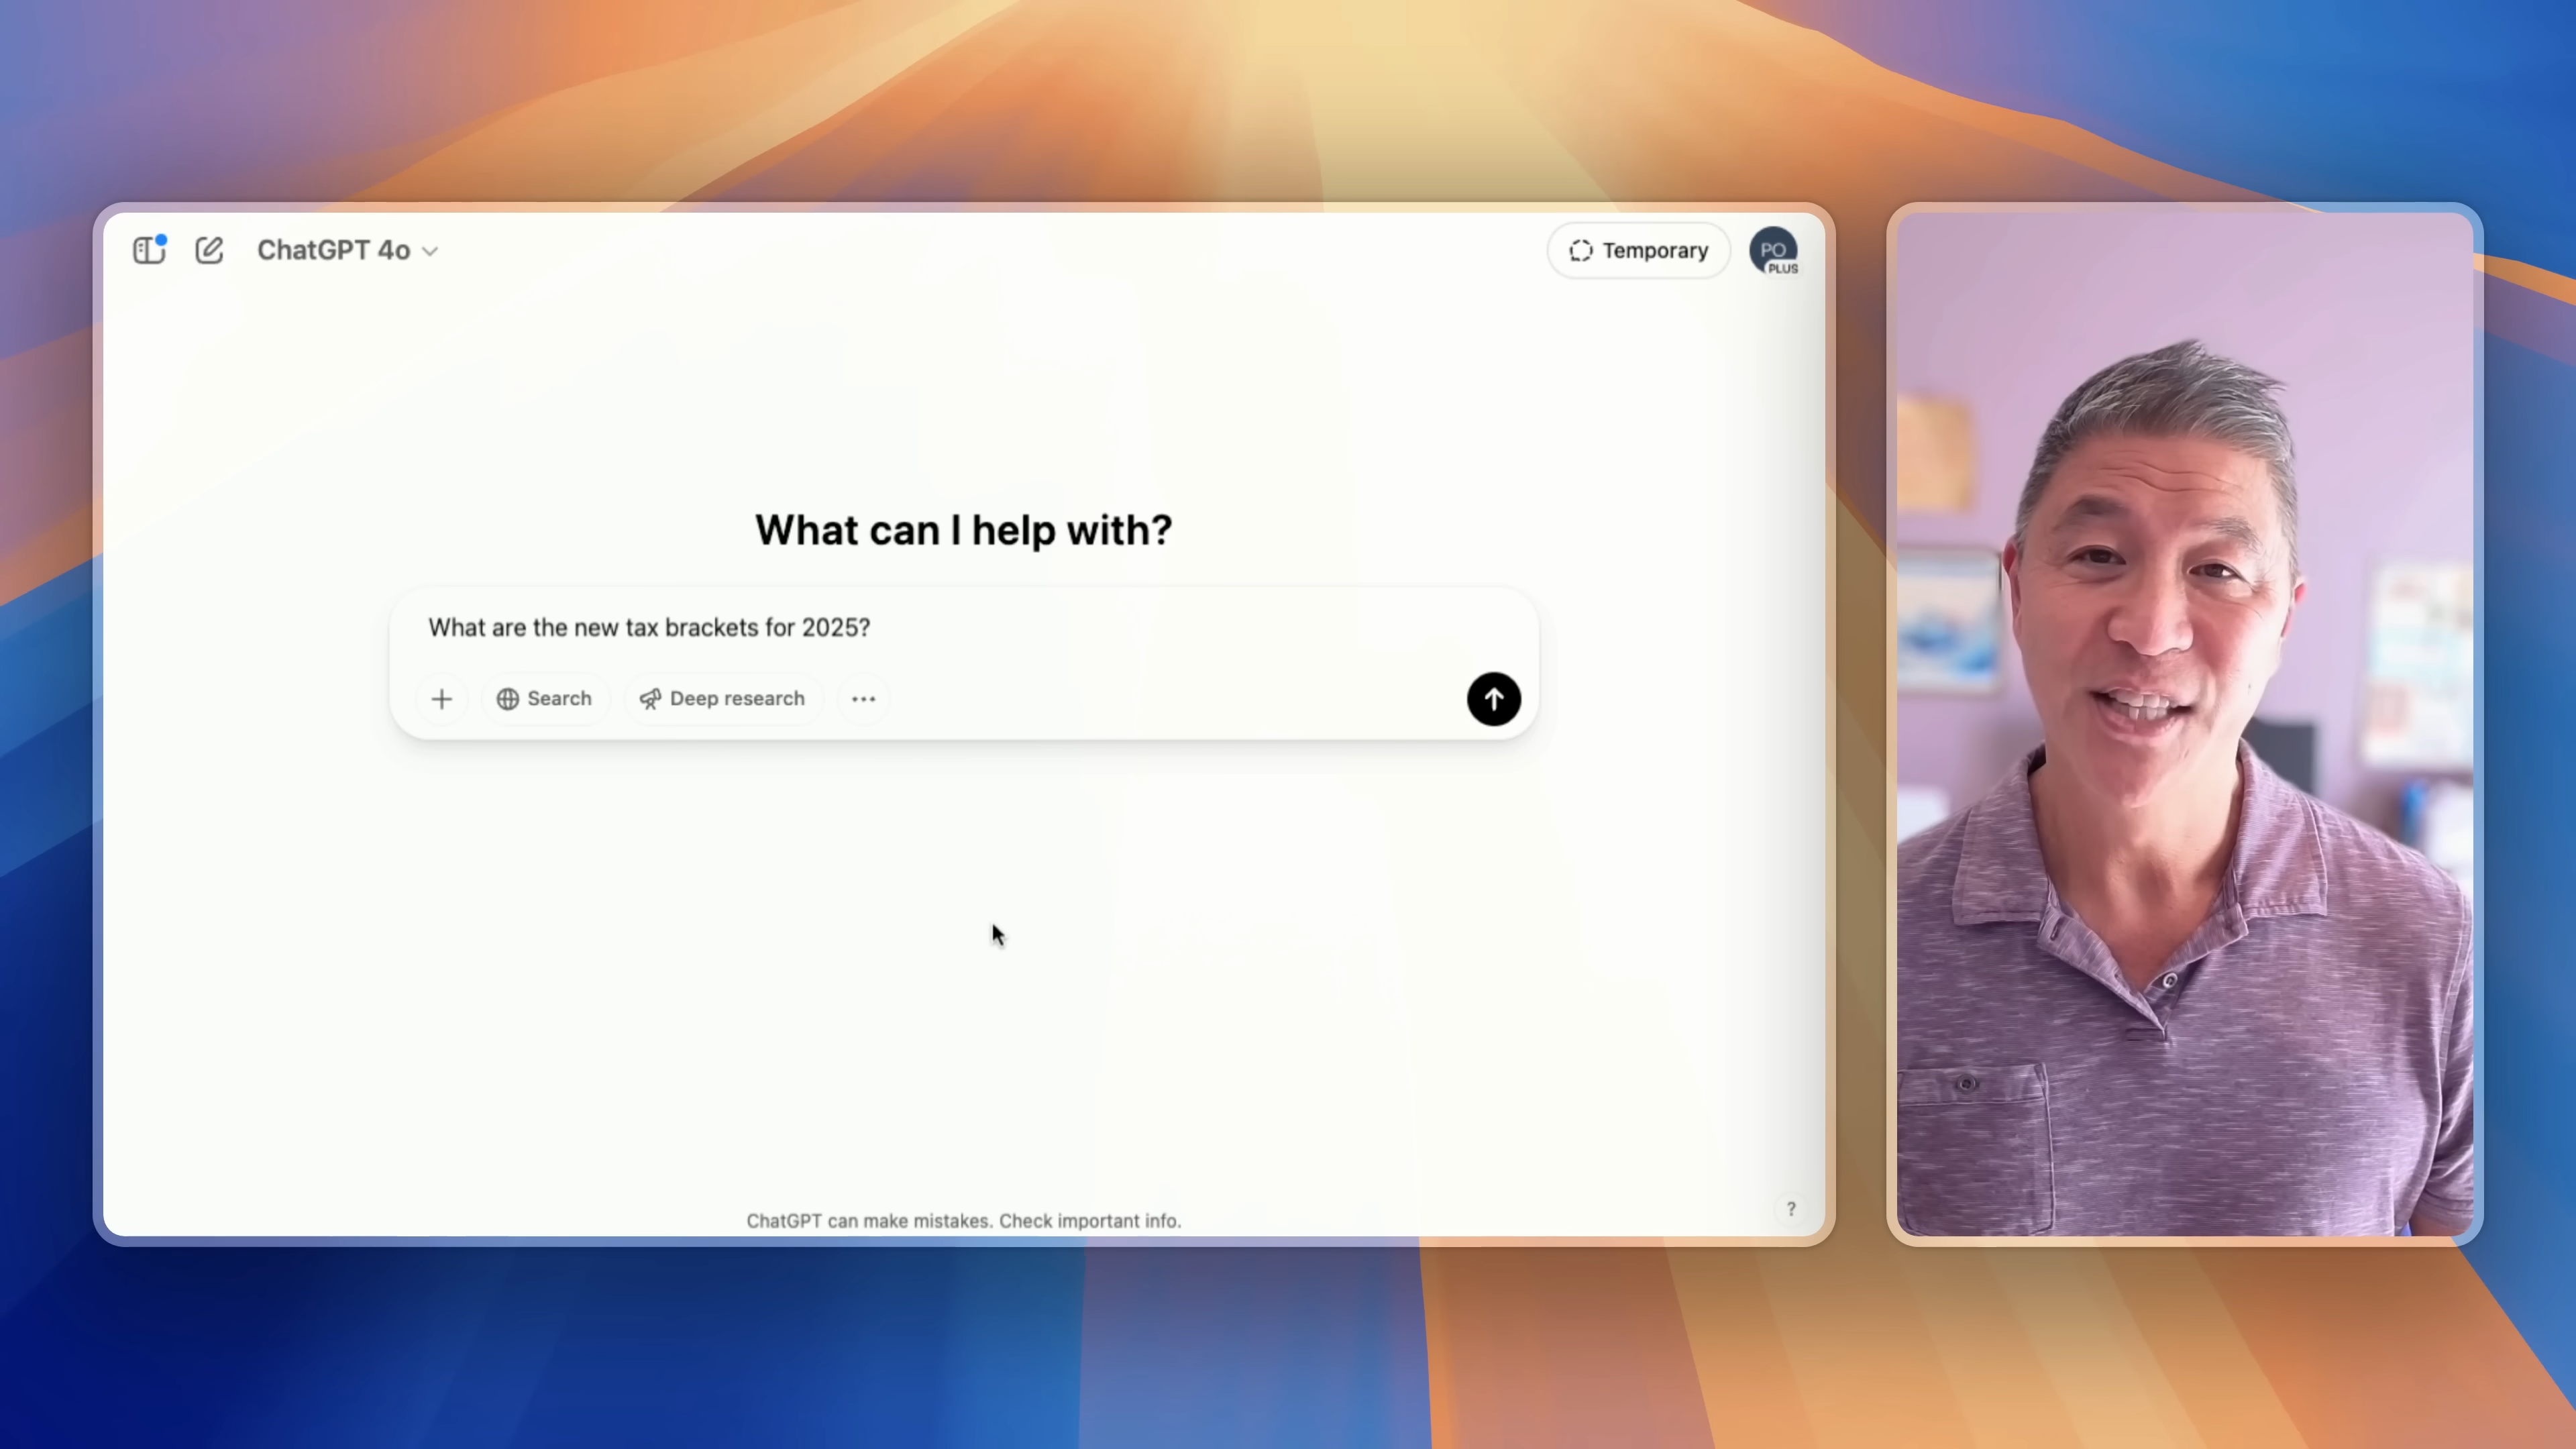 ChatGPT 4o
Temporary
PO
PLUS
What can I help with?
What are the new tax brackets for 2025?
Search
Deep research
ChatGPT can make mistakes. Check important info.
?